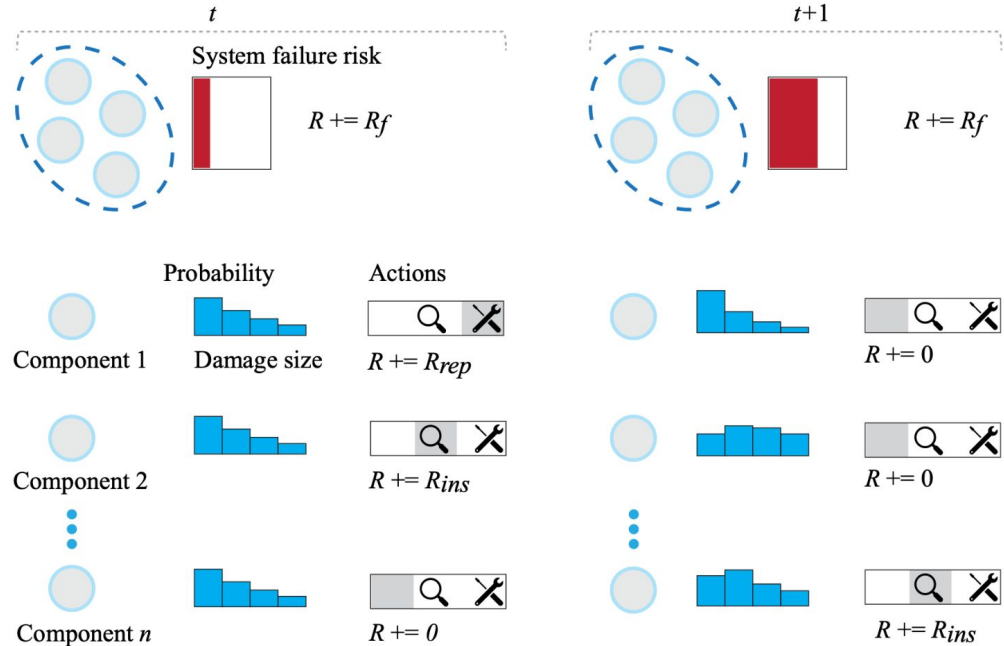 t
t+1
System failure risk
R += Rf
R += Rf
Probability
Actions
Component 1
Damage size
R += Rrep
R += 0
Component 2
R += Rins
R += 0
Component n
R += 0
R += Rins